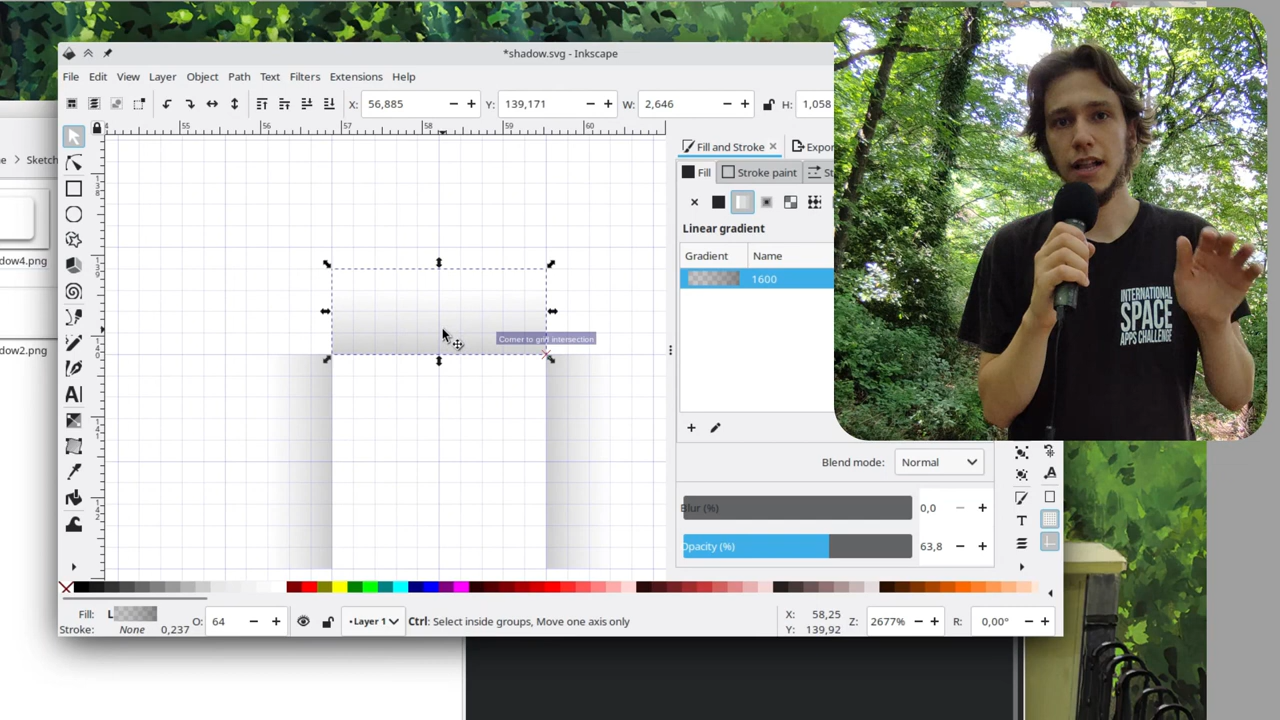 *shadow.svg - Inkscape
File Edit View Layer Object Path Text Filters Extensions Help
X: 56,885 Y: 139,171 W: 2,646 H: 1,058
55 56 57 58 59 60
Fill and Stroke Expor
Fill Stroke paint St
Linear gradient
Gradient Name
1600
Corner to grid intersection
Blend mode: Normal
Blur (%) 0,0
Opacity (%) 63,8
Fill: L O: 64 Layer 1 Ctrl: Select inside groups, Move one axis only X: 58,25 Z: 2677% R: 0,00°
Stroke: None 0,237 Y: 139,92
e > Sketch
dow4.png
dow2.png
INTERNATIONAL
SPACE
APPS CHALLENGE